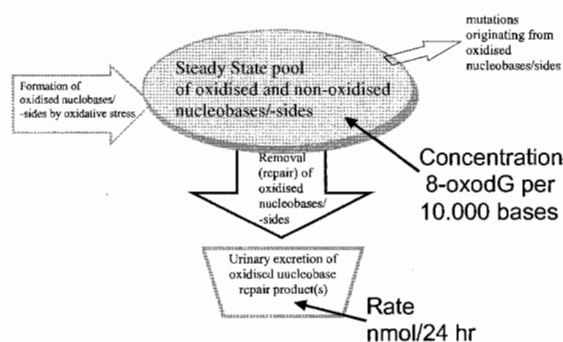 mutations
originating from
oxidised
nucleobases/sides
Steady State pool
of oxidised and non-oxidised
nucleobases/-sides
Formation of
oxidised nuclobases/
-sides by oxidative stress
Removal
(repair) of
oxidised
nucleobases/
-sides
Concentration
8-oxodG per
10.000 bases
Urinary excretion of
oxidised nucleobase
repair product(s)
Rate
nmol/24 hr